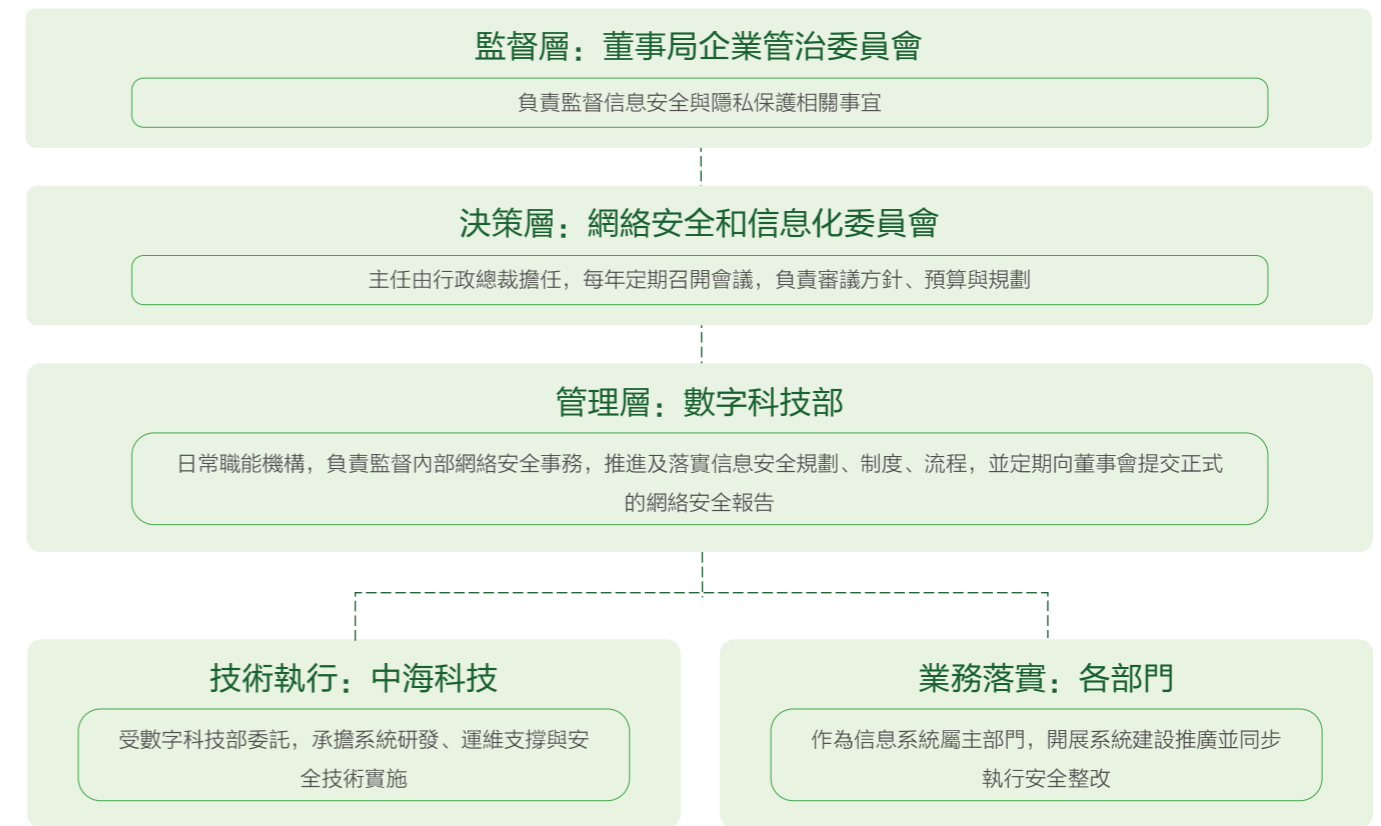 監督層：董事局企業管治委員會
負責監督信息安全與隱私保護相關事宜
決策層：網絡安全和信息化委員會
主任由行政總裁擔任，每年定期召開會議，負責審議方針、預算與規劃
管理層：數字科技部
日常職能機構，負責監督內部網絡安全事務，推進及落實信息安全規劃、制度、流程，並定期向董事會提交正式
的網絡安全報告
技術執行：中海科技
受數字科技部委託，承擔系統研發、運維支撐與安
全技術實施
業務落實：各部門
作為信息系統屬主部門，開展系統建設推廣並同步
執行安全整改